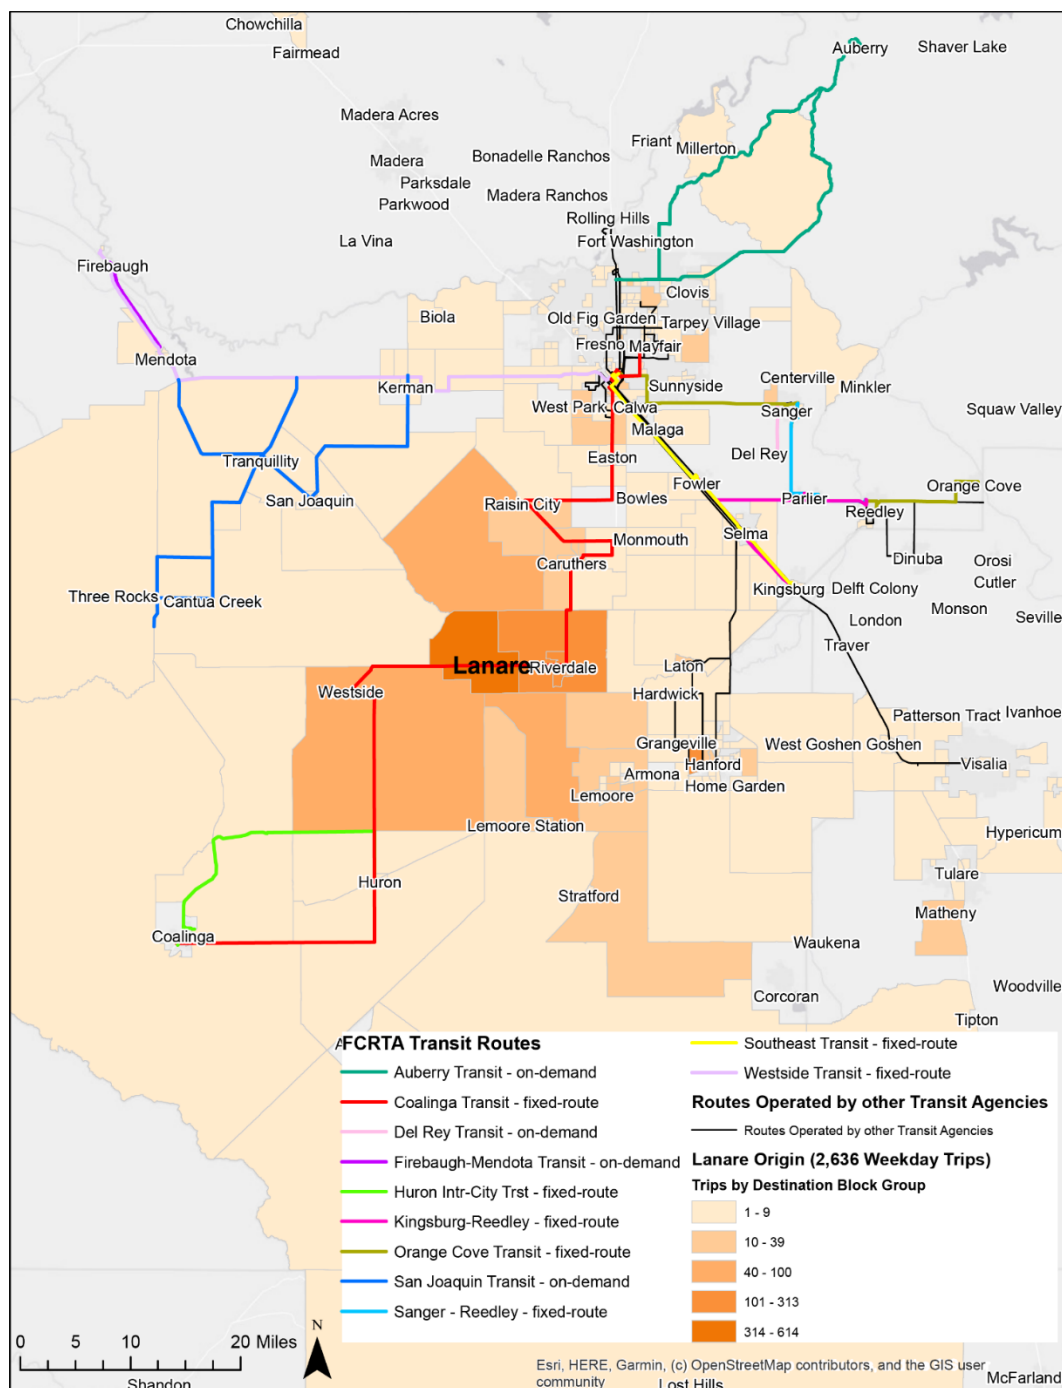 Chowchilla
Fairmead
Auberry
Shaver Lake
Madera Acres
Friant
Millerton
Madera
Bonadelle Ranchos
Parksdale
Madera Ranchos
Parkwood
Rolling Hills
La Vina
Fort Washington
Firebaugh
Clovis
Biola
Old Fig Garden
Tarpey Village
Mendota
Fresno
Mayfair
Kerman
Sunnyside
Centerville
Minkler
West Park
Calwa
Sanger
Squaw Valley
Malaga
Easton
Del Rey
Tranquillity
Fowler
Orange Cove
San Joaquin
Raisin City
Bowles
Parlier
Reedley
Selma
Monmouth
Caruthers
Dinuba
Orosi
Cutler
Three Rocks
Cantua Creek
Kingsburg
Delft Colony
Monson
London
Seville
Traver
Lanare
Riverdale
Laton
Westside
Hardwick
Patterson Tract
Ivanhoe
Grangeville
West Goshen
Goshen
Hanford
Visalia
Armona
Home Garden
Lemoore
Lemoore Station
Hypericum
Huron
Tulare
Stratford
Matheny
Coalinga
Waukena
Woodville
Corcoran
Tipton
FCRTA Transit Routes
Auberry Transit - on-demand
Coalinga Transit - fixed-route
Del Rey Transit - on-demand
Firebaugh-Mendota Transit - on-demand
Huron Intr-City Trst - fixed-route
Kingsburg-Reedley - fixed-route
Orange Cove Transit - fixed-route
San Joaquin Transit - on-demand
Sanger - Reedley - fixed-route
Southeast Transit - fixed-route
Westside Transit - fixed-route
Routes Operated by other Transit Agencies
Routes Operated by other Transit Agencies
Lanare Origin (2,636 Weekday Trips)
Trips by Destination Block Group
1 - 9
10 - 39
40 - 100
101 - 313
314 - 614
0 5 10 20 Miles
N
Esri, HERE, Garmin, (c) OpenStreetMap contributors, and the GIS user
community
Shandon
Lost Hills
McFarland